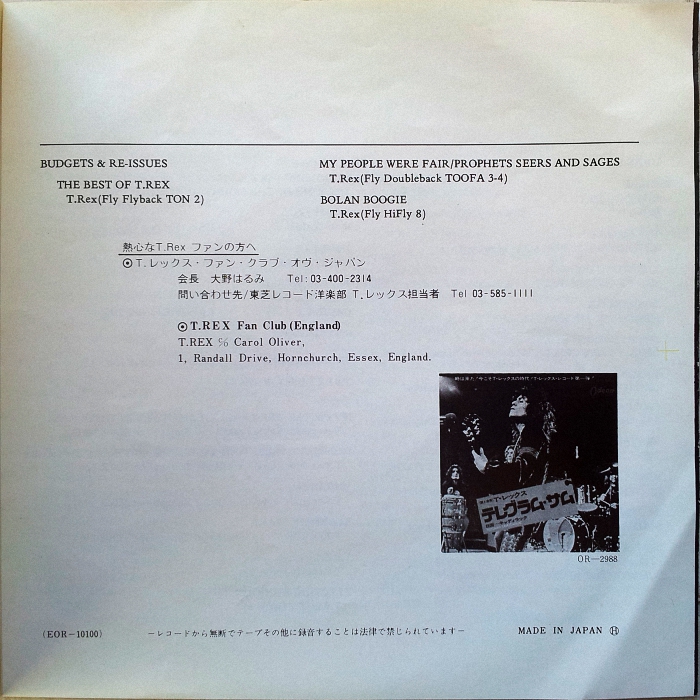 BUDGETS & RE-ISSUES
THE BEST OF T.REX
T.Rex(Fly Flyback TON 2)
MY PEOPLE WERE FAIR/PROPHETS SEERS AND SAGES
T.Rex(Fly Doubleback TOOFA 3-4)
BOLAN BOOGIE
T.Rex(Fly HiFly 8)
熱心なT.Rex ファンの方へ
⦿T.レックス・ファン・クラブ・オヴ・ジャパン
会長 大野はるみ Tel:03-400-2314
問い合わせ先/東芝レコード洋楽部 T.レックス担当者 Tel 03-585-1111
⦿T.REX Fan Club(England)
T.REX ℅ Carol Oliver,
1, Randall Drive, Hornchurch, Essex, England.
T・レックス
テレグラム・サム
OR—2988
(EOR-10100)
—レコードから無断でテープその他に録音することは法律で禁じられています—
MADE IN JAPAN Ⓗ